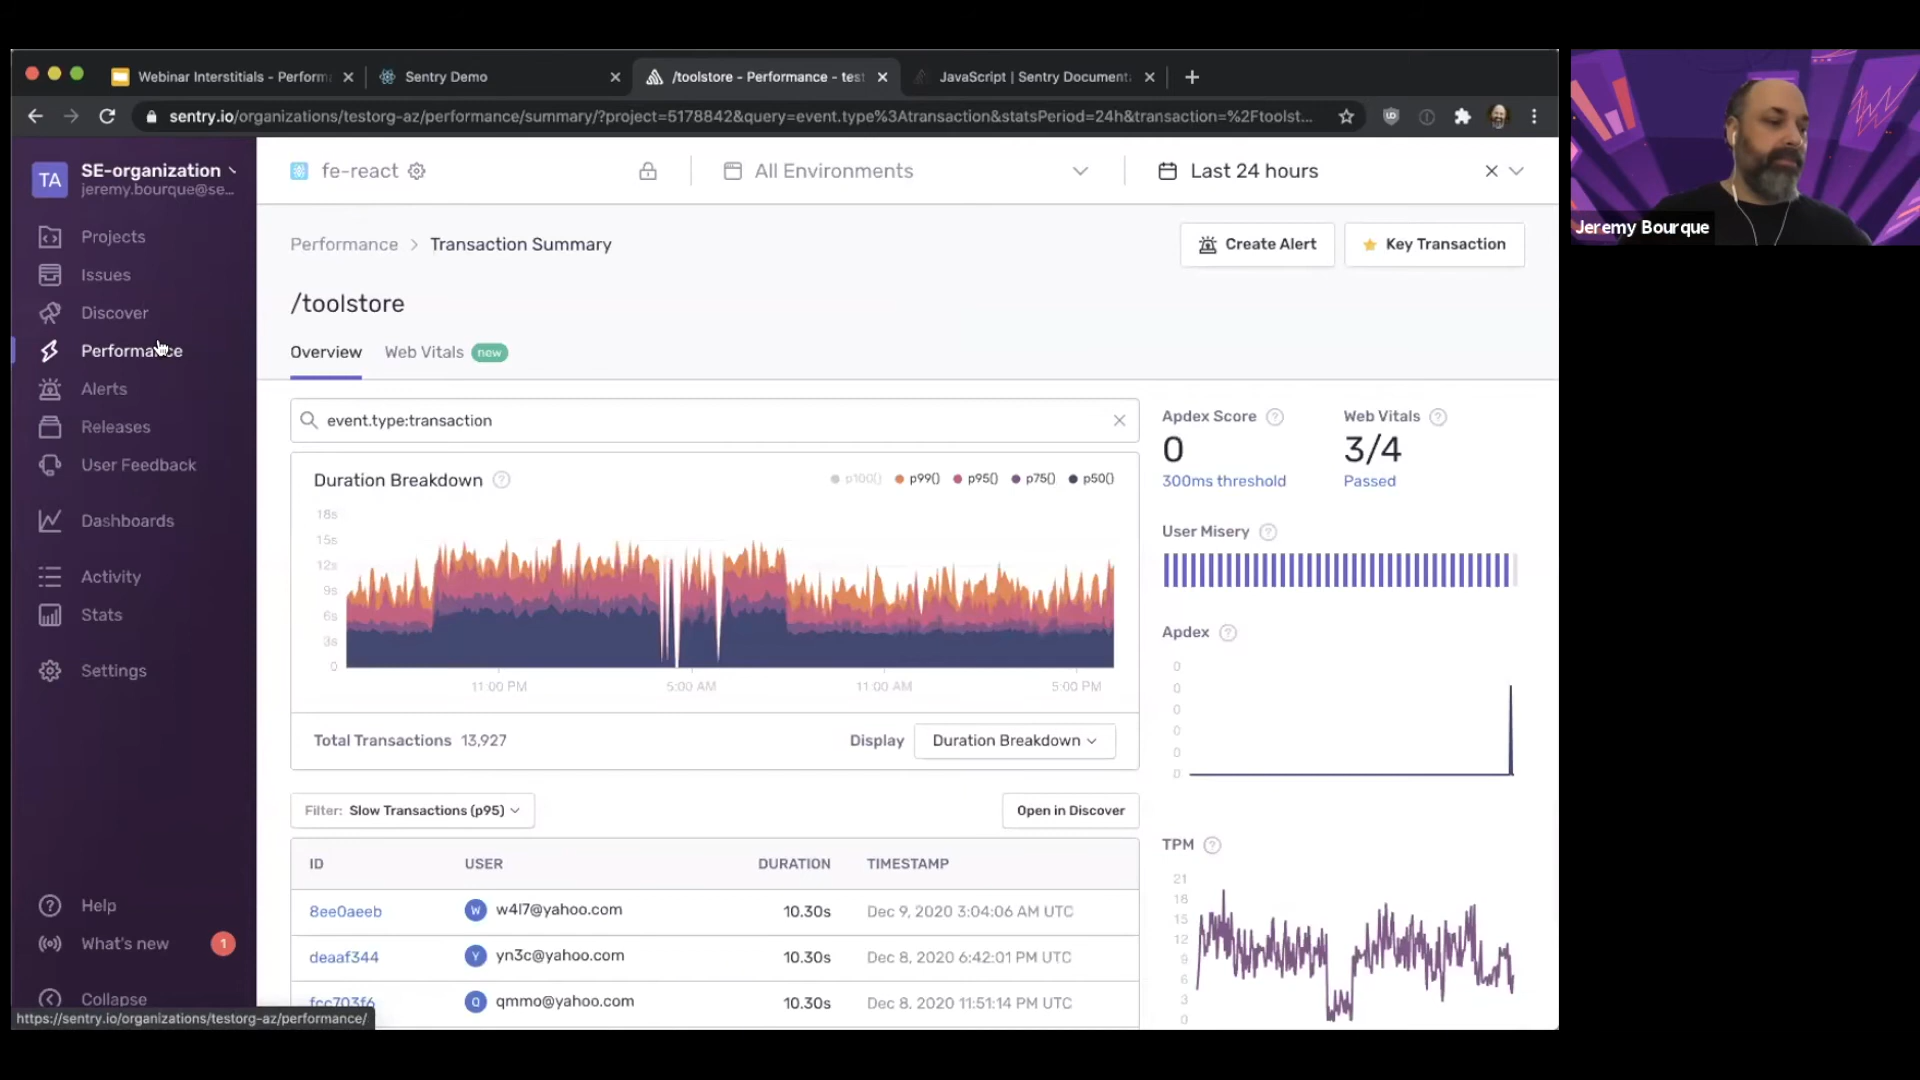 Webinar Interstitials - Perform
Sentry Demo
/toolstore - Performance - test
JavaScript | Sentry Document
sentry.io/organizations/testorg-az/performance/summary/?project=5178842&query=event.type%3Atransaction&statsPeriod=24h&transaction=%2Ftoolst...
TA
SE-organization
jeremy.bourque@se...
Projects
Issues
Discover
Performance
Alerts
Releases
User Feedback
Dashboards
Activity
Stats
Settings
Help
What's new
1
Collapse
https://sentry.io/organizations/testorg-az/performance/
fe-react
All Environments
Last 24 hours
Performance > Transaction Summary
Create Alert
Key Transaction
/toolstore
Overview
Web Vitals new
event.type:transaction
Duration Breakdown
p100() p99() p95() p75() p50()
18s
15s
12s
9s
6s
3s
0
11:00 PM 5:00 AM 11:00 AM 5:00 PM
Total Transactions 13,927
Display Duration Breakdown
Filter: Slow Transactions (p95)
Open in Discover
ID USER DURATION TIMESTAMP
8ee0aeeb W w4l7@yahoo.com 10.30s Dec 9, 2020 3:04:06 AM UTC
deaaf344 Y yn3c@yahoo.com 10.30s Dec 8, 2020 6:42:01 PM UTC
fcc703f6 Q qmmo@yahoo.com 10.30s Dec 8, 2020 11:51:14 PM UTC
Apdex Score
0
300ms threshold
Web Vitals
3/4
Passed
User Misery
Apdex
0
0
0
0
0
0
TPM
21
18
15
12
9
6
3
0
Jeremy Bourque